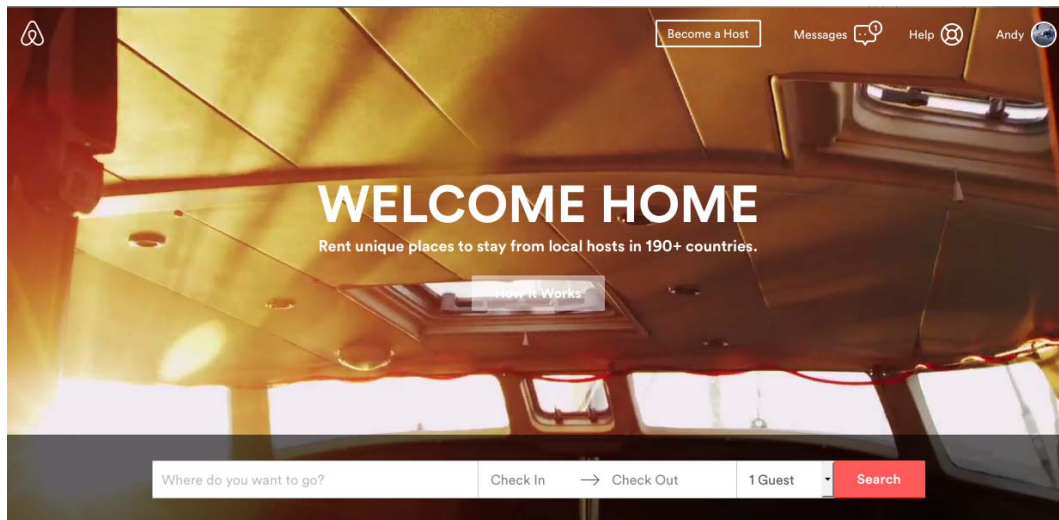 Become a Host
Messages
1
Help
Andy
WELCOME HOME
Rent unique places to stay from local hosts in 190+ countries.
How It Works
Where do you want to go?
Check In → Check Out
1 Guest
Search